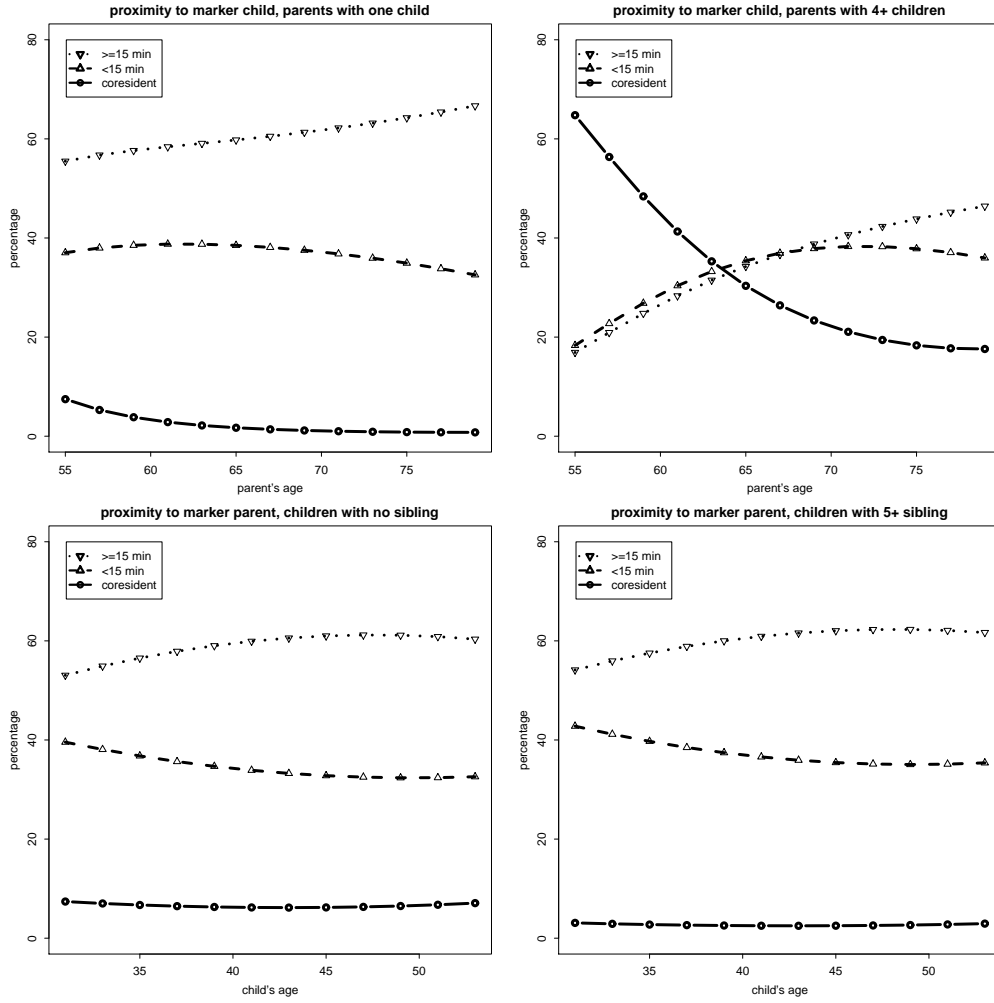 proximity to marker child, parents with one child
percentage
80
60
40
20
0
>=15 min
<15 min
coresident
55 60 65 70 75
parent's age
proximity to marker child, parents with 4+ children
percentage
80
60
40
20
0
>=15 min
<15 min
coresident
55 60 65 70 75
parent's age
proximity to marker parent, children with no sibling
percentage
80
60
40
20
0
>=15 min
<15 min
coresident
35 40 45 50
child's age
proximity to marker parent, children with 5+ sibling
percentage
80
60
40
20
0
>=15 min
<15 min
coresident
35 40 45 50
child's age